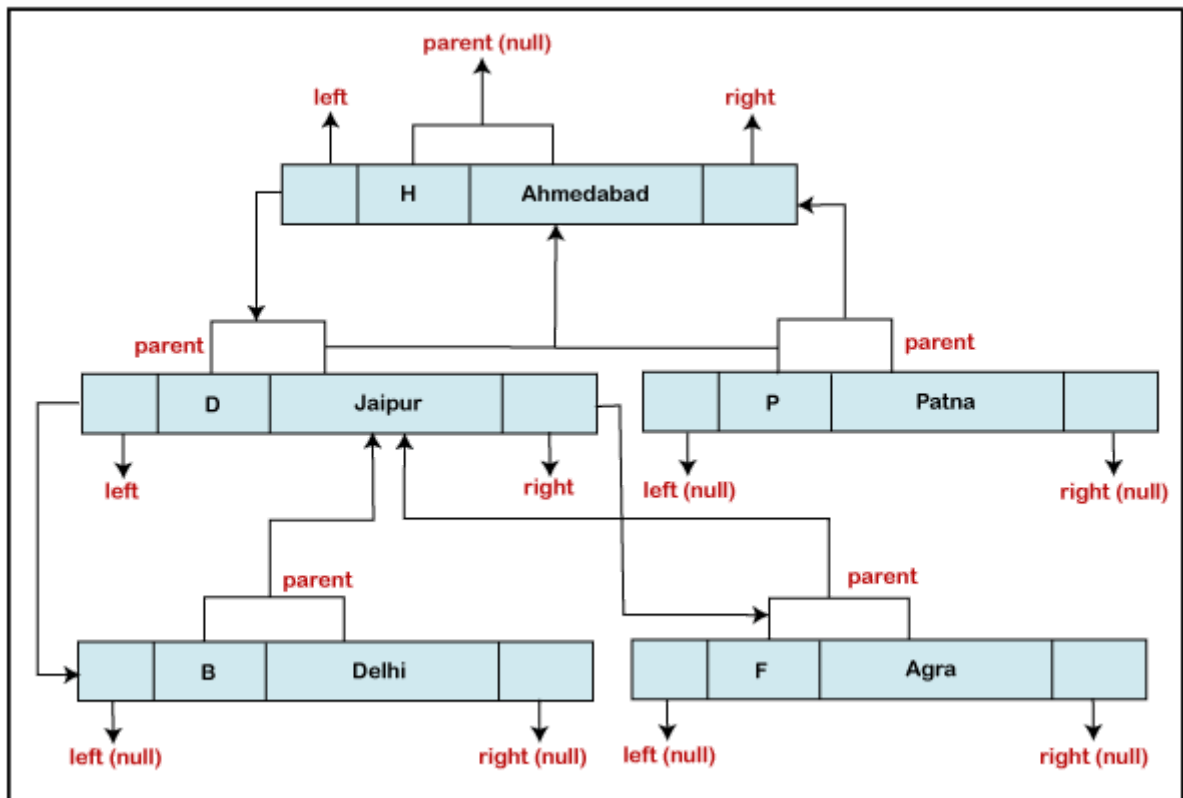 parent (null)
left
right
H
Ahmedabad
parent
parent
D
Jaipur
P
Patna
left
right
left (null)
right (null)
parent
parent
B
Delhi
F
Agra
left (null)
right (null)
left (null)
right (null)